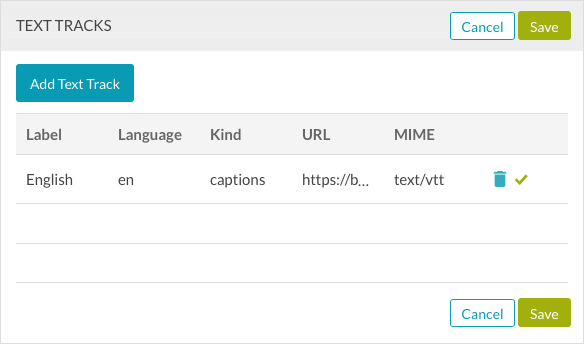 TEXT TRACKS Cancel Save
Add Text Track
Label Language Kind URL MIME
English en captions https://b... text/vtt
Cancel Save